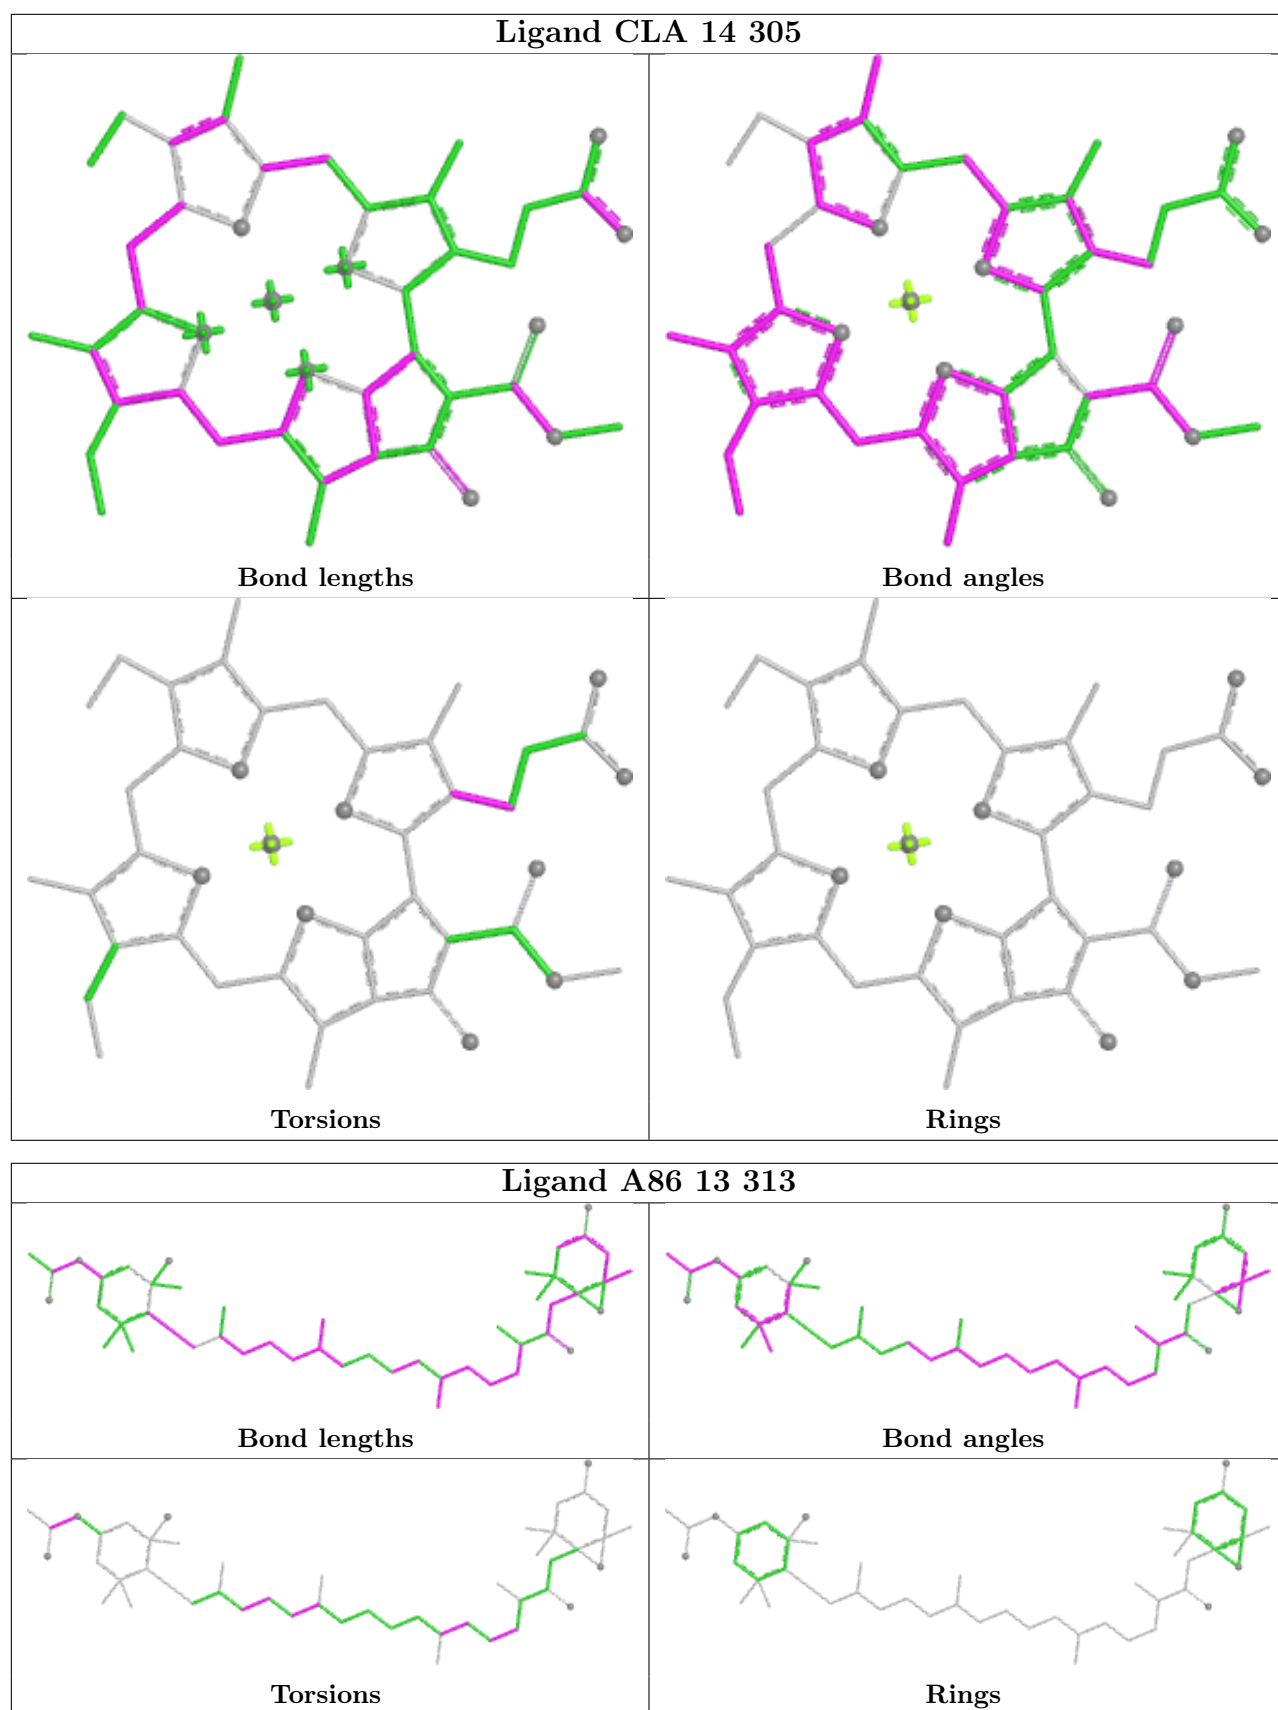 Ligand CLA 14 305
Bond lengths
Bond angles
Torsions
Rings
Ligand A86 13 313
Bond lengths
Bond angles
Torsions
Rings